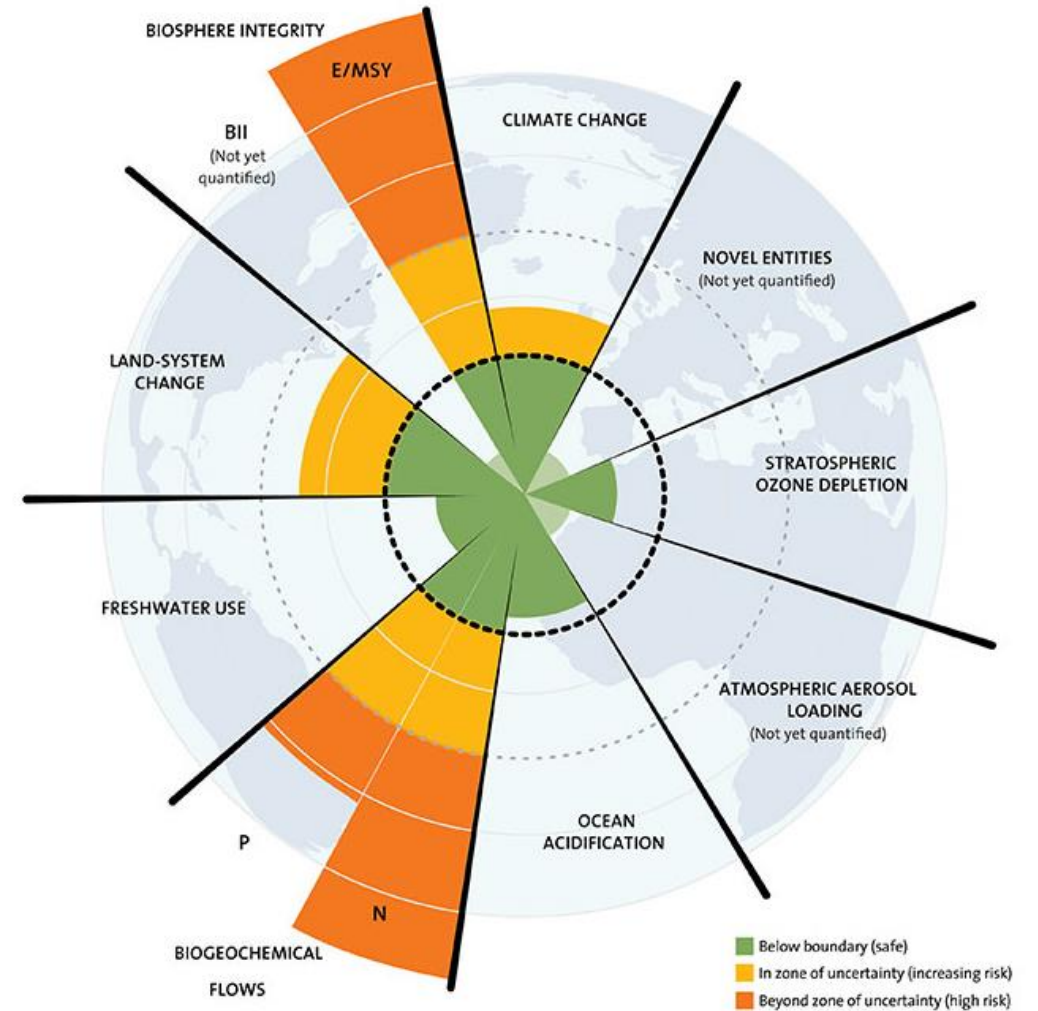 BIOSPHERE INTEGRITY
E/MSY
BII
(Not yet
quantified)
CLIMATE CHANGE
NOVEL ENTITIES
(Not yet quantified)
LAND-SYSTEM
CHANGE
STRATOSPHERIC
OZONE DEPLETION
FRESHWATER USE
ATMOSPHERIC AEROSOL
LOADING
(Not yet quantified)
OCEAN
ACIDIFICATION
P
N
BIOGEOCHEMICAL
FLOWS
Below boundary (safe)
In zone of uncertainty (increasing risk)
Beyond zone of uncertainty (high risk)